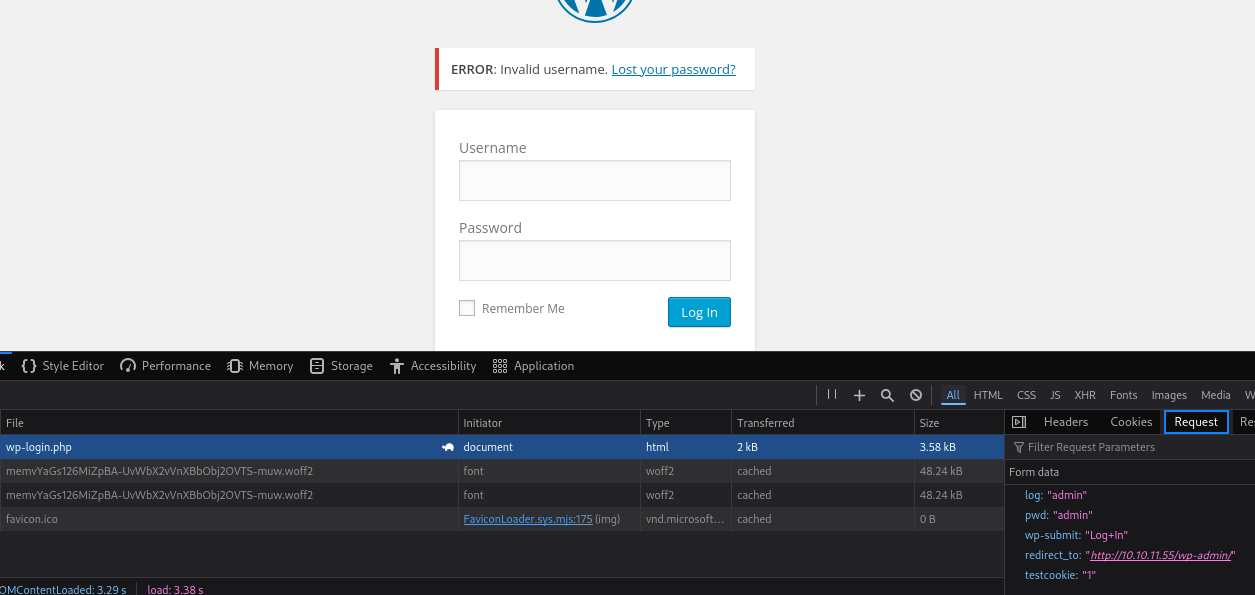 ERROR: Invalid username. Lost your password?
Username
Password
Remember Me
Log In
k {} Style Editor Performance Memory Storage Accessibility Application
All HTML CSS JS XHR Fonts Images Media W
File Initiator Type Transferred Size Headers Cookies Request Res
wp-login.php document html 2 kB 3.58 kB
Filter Request Parameters
memvYaGs126MiZpBA-UvWbX2vVnXBbObj2OVTS-muw.woff2 font woff2 cached 48.24 kB
Form data
memvYaGs126MiZpBA-UvWbX2vVnXBbObj2OVTS-muw.woff2 font woff2 cached 48.24 kB
log: "admin"
pwd: "admin"
favicon.ico FaviconLoader.sys.mjs:175 (img) vnd.microsoft... cached 0 B
wp-submit: "Log+In"
redirect_to: "http://10.10.11.55/wp-admin/"
testcookie: "1"
OMContentLoaded: 3.29 s load: 3.38 s